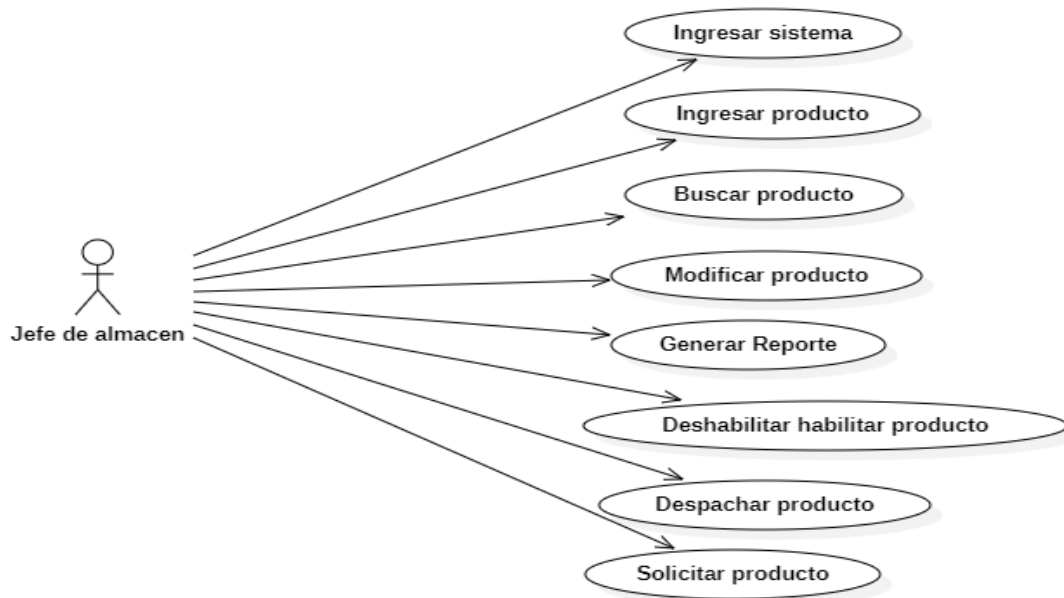 Ingresar sistema
Ingresar producto
Buscar producto
Modificar producto
Jefe de almacen
Generar Reporte
Deshabilitar habilitar producto
Despachar producto
Solicitar producto